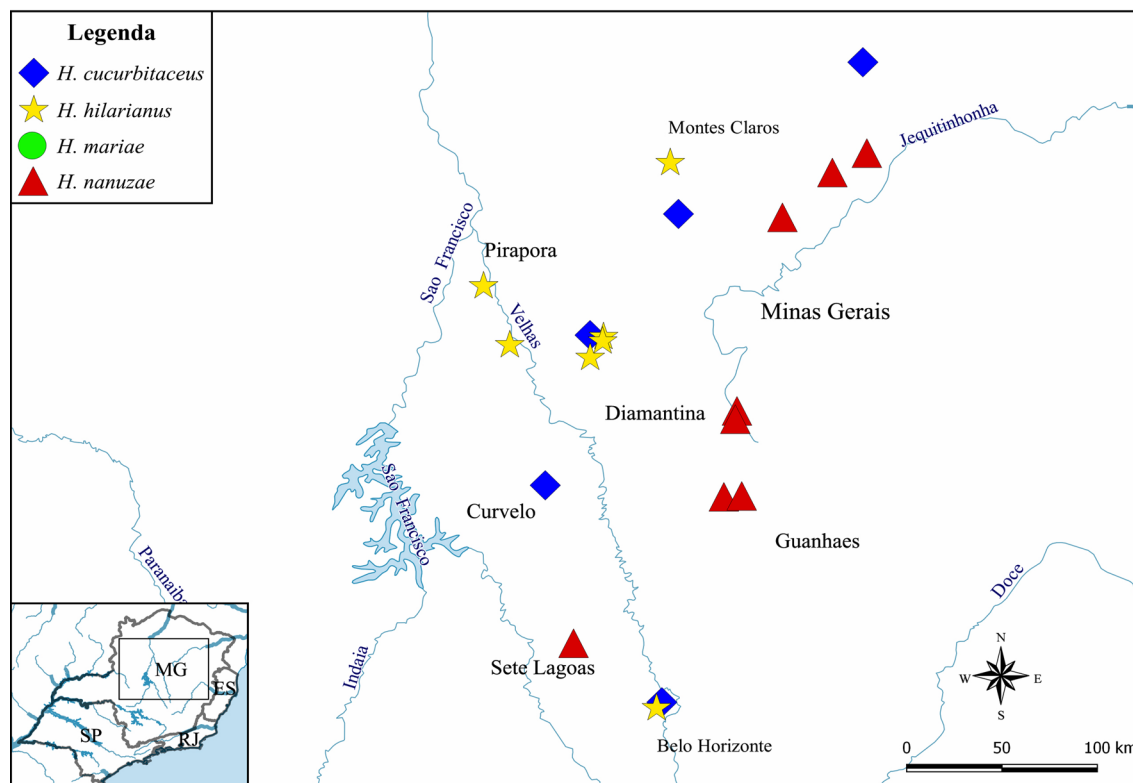 Legenda
H. cucurbitaceus
H. hilarianus
H. mariae
H. nanuzae
Montes Claros
Jequitinhonha
Sao Francisco
Pirapora
Velhas
Minas Gerais
Diamantina
Sao Francisco
Curvelo
Guanhaes
Paranaiba
Doce
Indaia
Sete Lagoas
Belo Horizonte
MG
ES
SP
RJ
N
W
E
S
0 50 100 km